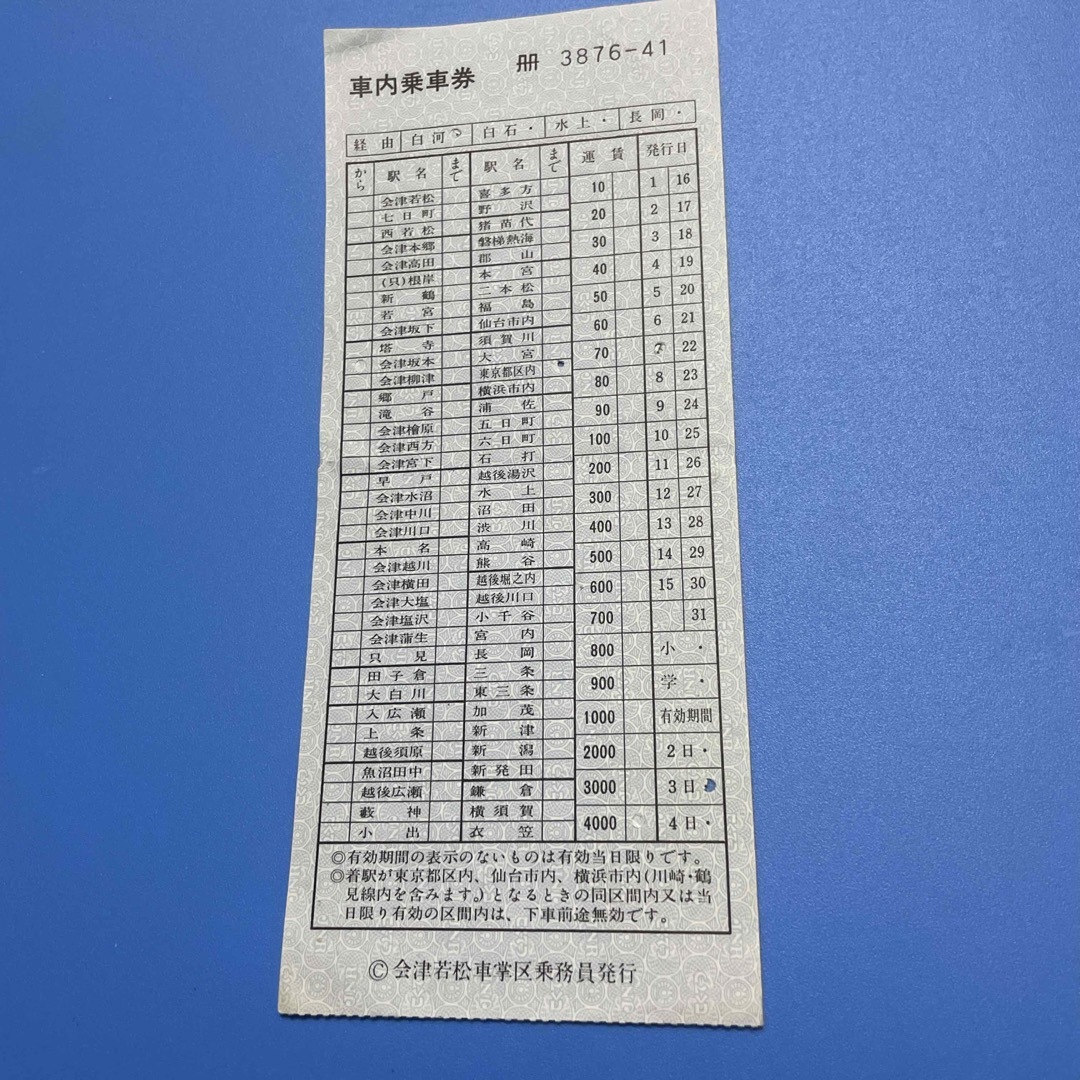 車内乗車券 冊 3876-41
経由 白河・ 白石・ 水上・ 長岡・
から 駅名 まで 駅名 まで 運賃 発行日
会津若松 喜多方 10 1 16
七日町 野沢
西若松 猪苗代 20 2 17
会津本郷 磐梯熱海 30 3 18
会津高田 郡山
(只)根岸 本宮 40 4 19
新鶴 二本松
若宮 福島 50 5 20
会津坂下 仙台市内 60 6 21
塔寺 須賀川
会津坂本 大宮 70 7 22
会津柳津 東京都区内
郷戸 横浜市内 80 8 23
滝谷 浦佐 90 9 24
会津檜原 五日町
会津西方 六日町 100 10 25
会津宮下 石打
早戸 越後湯沢 200 11 26
会津水沼 水上 300 12 27
会津中川 沼田
会津川口 渋川 400 13 28
本名 高崎
会津越川 熊谷 500 14 29
会津横田 越後堀之内 600 15 30
会津大塩 越後川口
会津塩沢 小千谷 700 31
会津蒲生 宮内
只見 長岡 800 小・
田子倉 三条
大白川 東三条 900 学・
入広瀬 加茂 1000 有効期間
上条 新津
越後須原 新潟 2000 2日・
魚沼田中 新発田
越後広瀬 鎌倉 3000 3日・
藪神 横須賀
小出 衣笠 4000 4日・
◎有効期間の表示のないものは有効当日限りです。
◎着駅が東京都区内、仙台市内、横浜市内(川崎・鶴
見線内を含みます。)となるときの同区間内又は当
日限り有効の区間内は、下車前途無効です。
Ⓒ会津若松車掌区乗務員発行